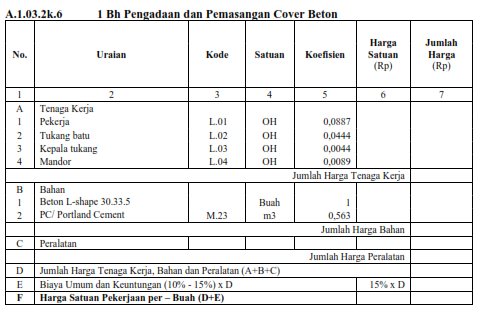 A.1.03.2k.6 1 Bh Pengadaan dan Pemasangan Cover Beton
No. Uraian Kode Satuan Koefisien Harga Satuan (Rp) Jumlah Harga (Rp)
1 2 3 4 5 6 7
A Tenaga Kerja
1 Pekerja L.01 OH 0,0887
2 Tukang batu L.02 OH 0,0444
3 Kepala tukang L.03 OH 0,0044
4 Mandor L.04 OH 0,0089
Jumlah Harga Tenaga Kerja
B Bahan
1 Beton L-shape 30.33.5 Buah 1
2 PC/ Portland Cement M.23 m3 0,563
Jumlah Harga Bahan
C Peralatan
Jumlah Harga Peralatan
D Jumlah Harga Tenaga Kerja, Bahan dan Peralatan (A+B+C)
E Biaya Umum dan Keuntungan (10% - 15%) x D 15% x D
F Harga Satuan Pekerjaan per – Buah (D+E)